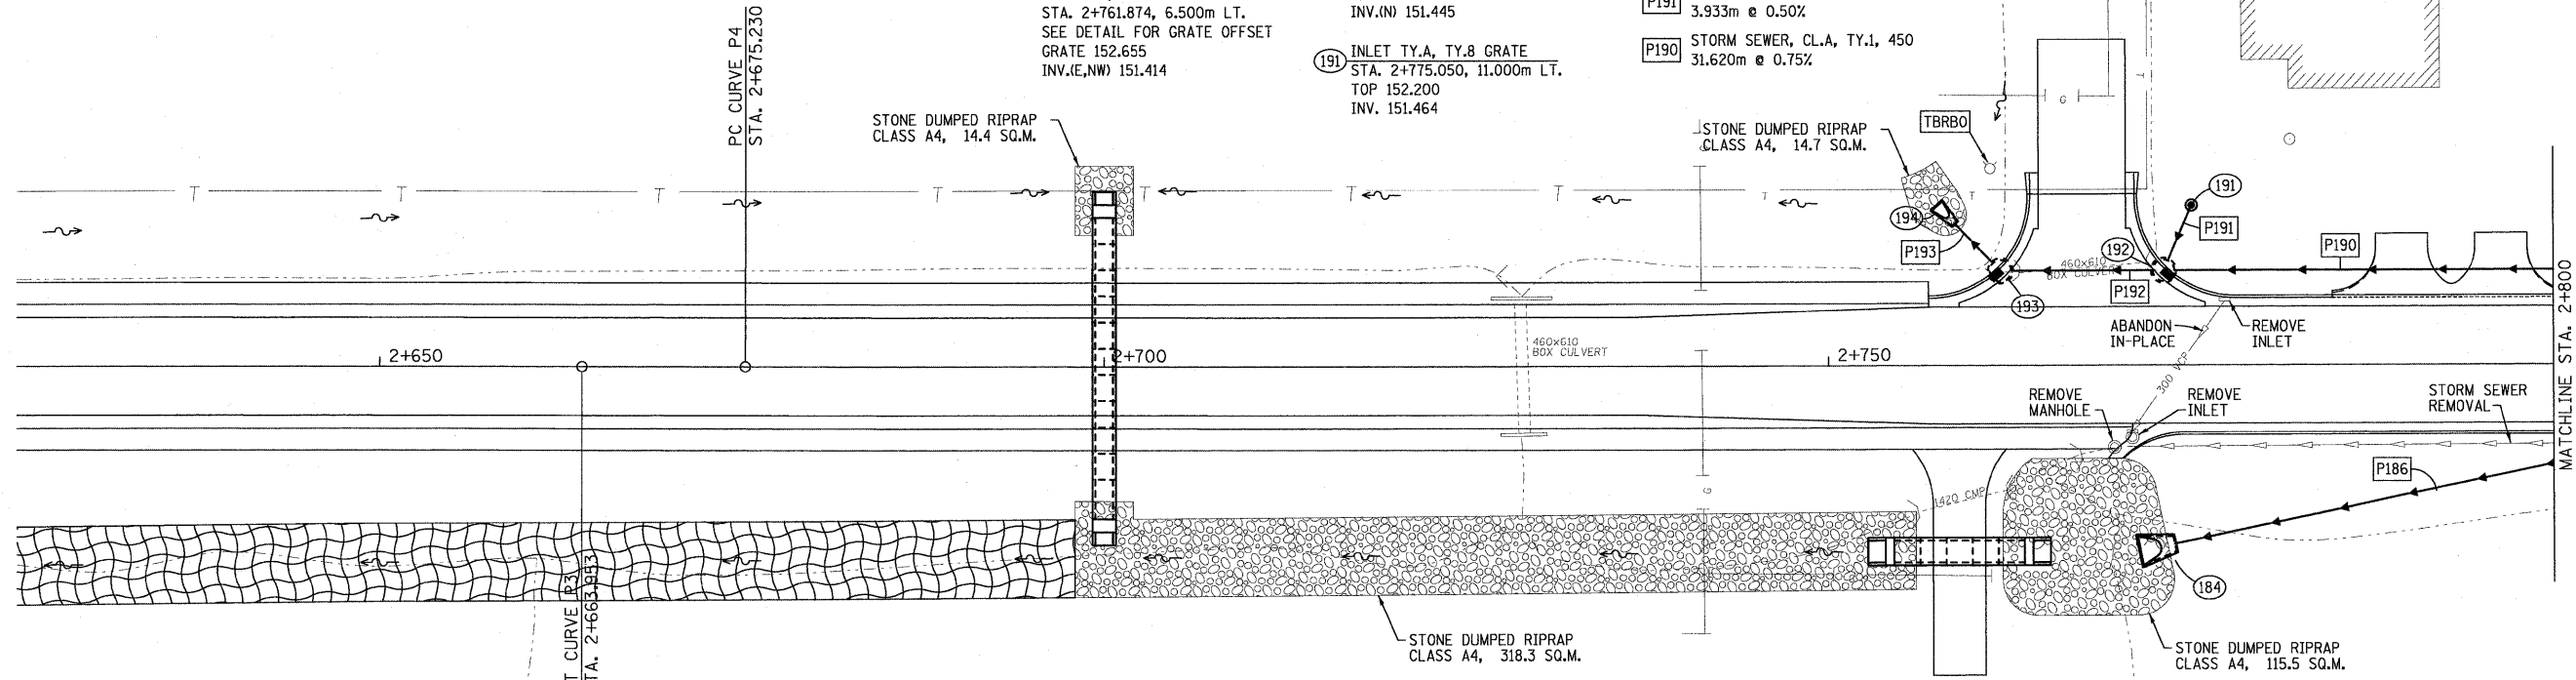 STA. 2+761.874, 6.500m LT.
SEE DETAIL FOR GRATE OFFSET
GRATE 152.655
INV.(E,NW) 151.414
INV.(N) 151.445
191
INLET TY.A, TY.8 GRATE
STA. 2+775.050, 11.000m LT.
TOP 152.200
INV. 151.464
P191
3.933m @ 0.50%
P190
STORM SEWER, CL.A, TY.1, 450
31.620m @ 0.75%
PC CURVE P4
STA. 2+675.230
STONE DUMPED RIPRAP
CLASS A4, 14.4 SQ.M.
STONE DUMPED RIPRAP
CLASS A4, 14.7 SQ.M.
TBRBO
G
T
T
T
T
T
T
T
T
T
T
191
194
P191
P193
192
P190
460x610
BOX CULVERT
P192
193
ABANDON
IN-PLACE
REMOVE
INLET
2+650
2+700
2+750
460x610
BOX CULVERT
300 VCP
MATCHLINE STA. 2+800
REMOVE
MANHOLE
REMOVE
INLET
STORM SEWER
REMOVAL
P186
G
1420 CMP
184
T CURVE P3
TA. 2+663.953
STONE DUMPED RIPRAP
CLASS A4, 318.3 SQ.M.
STONE DUMPED RIPRAP
CLASS A4, 115.5 SQ.M.